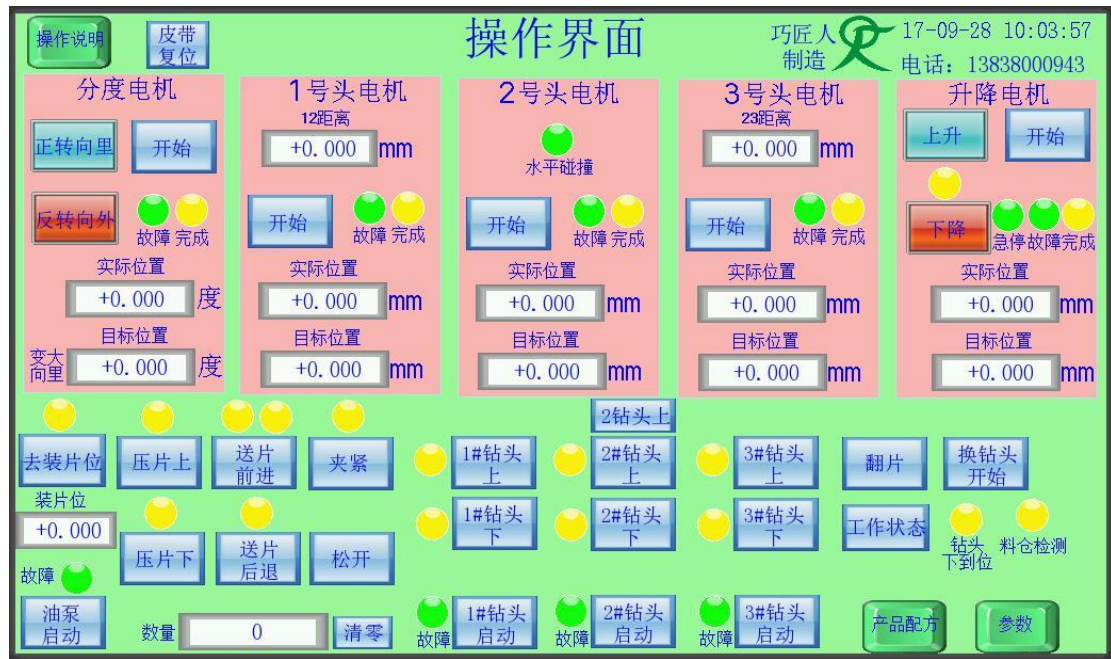 操作说明
皮带
复位
操作界面
巧匠人
制造
17-09-28 10:03:57
电话: 13838000943
分度电机
正转向里
开始
反转向外
故障 完成
实际位置
+0.000 度
目标位置
变大
向里
+0.000 度
1号头电机
12距离
+0.000 mm
开始
故障 完成
实际位置
+0.000 mm
目标位置
+0.000 mm
2号头电机
水平碰撞
开始
故障 完成
实际位置
+0.000 mm
目标位置
+0.000 mm
3号头电机
23距离
+0.000 mm
开始
故障 完成
实际位置
+0.000 mm
目标位置
+0.000 mm
升降电机
上升
开始
下降
急停 故障 完成
实际位置
+0.000 mm
目标位置
+0.000 mm
2钻头上
去装片位
压片上
送片
前进
夹紧
1#钻头
上
2#钻头
上
3#钻头
上
翻片
换钻头
开始
装片位
+0.000
压片下
送片
后退
松开
1#钻头
下
2#钻头
下
3#钻头
下
工作状态
钻头
下到位
料仓检测
故障
油泵
启动
数量 0 清零
故障
1#钻头
启动
故障
2#钻头
启动
故障
3#钻头
启动
产品配方
参数